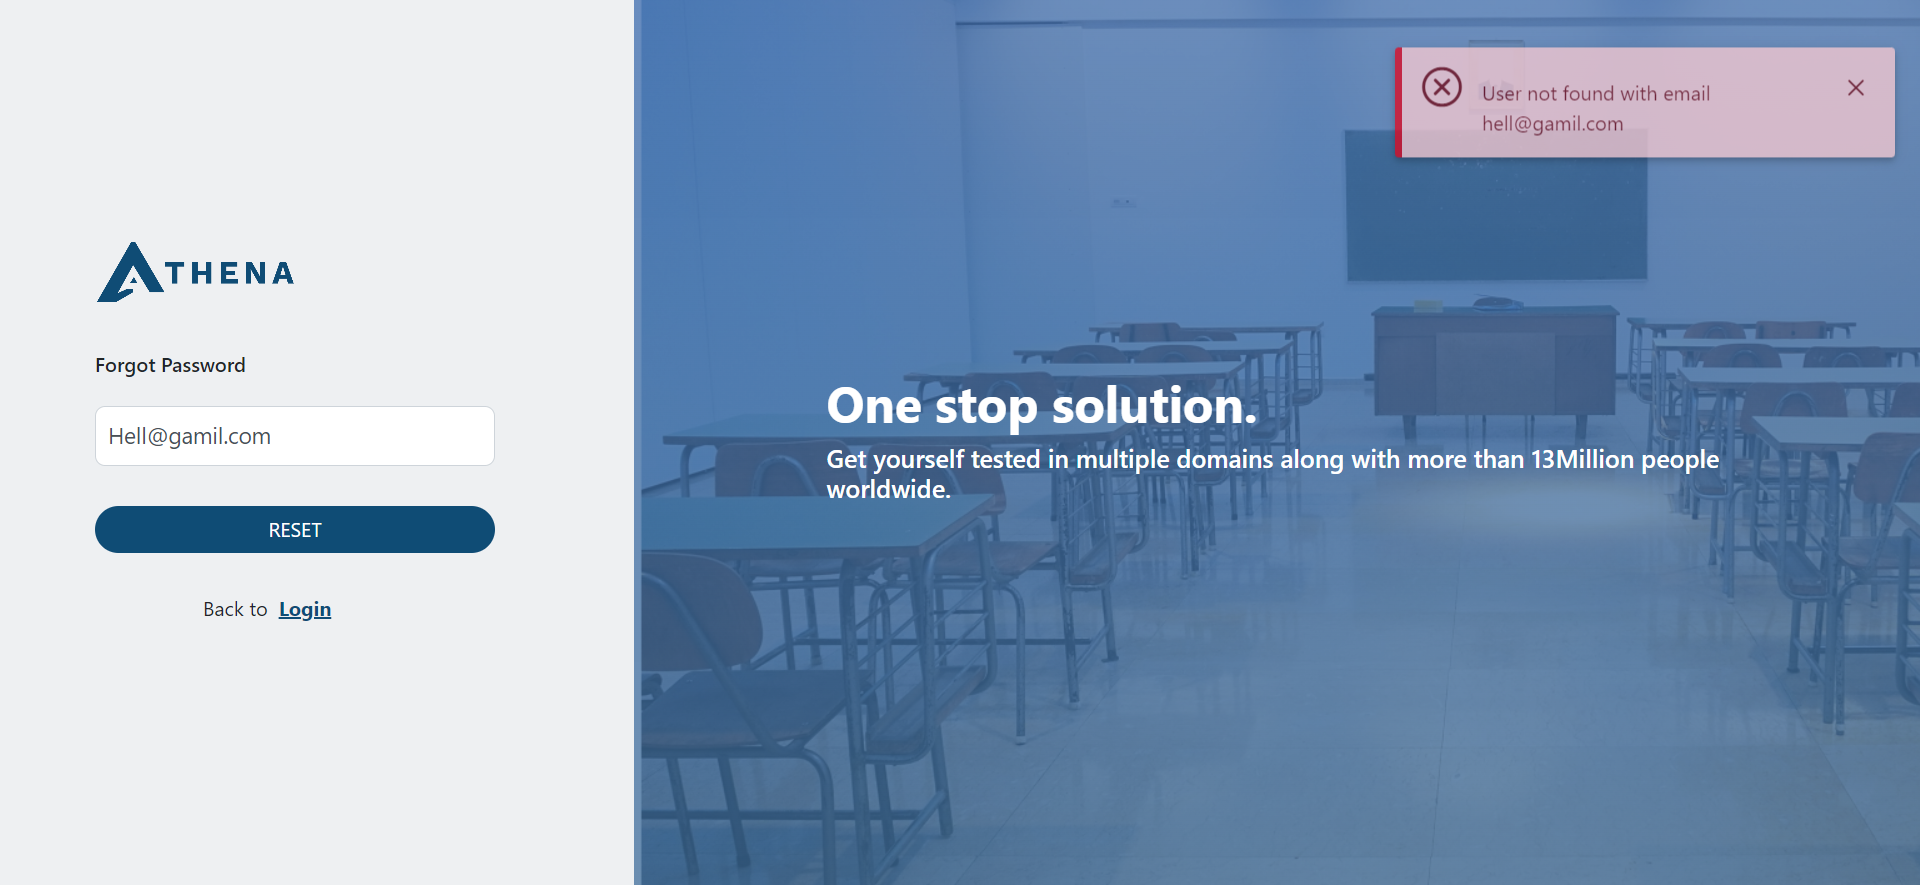 ATHENA
Forgot Password
Hell@gamil.com
RESET
Back to Login
One stop solution.
Get yourself tested in multiple domains along with more than 13Million people
worldwide.
User not found with email
hell@gamil.com